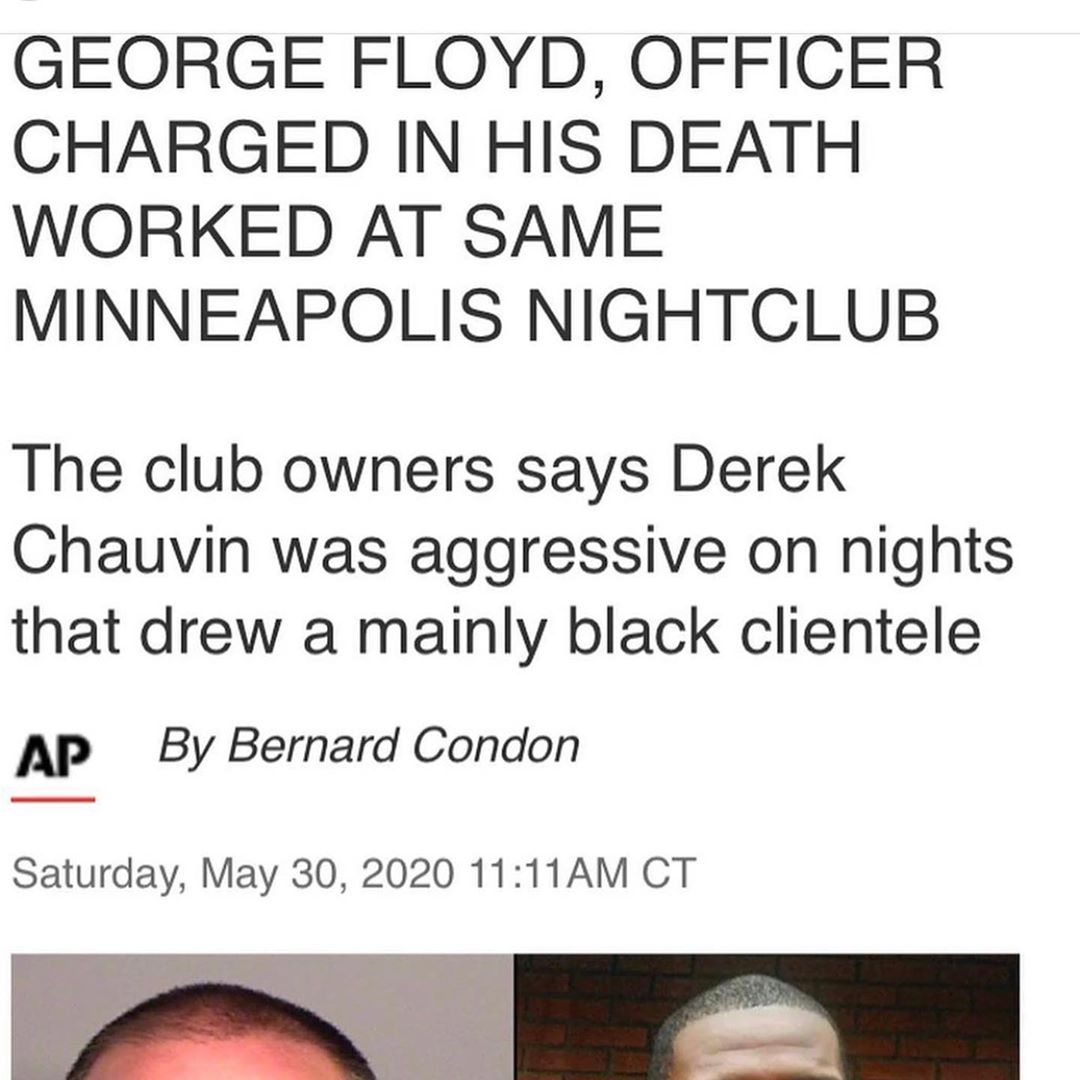 GEORGE FLOYD, OFFICER
CHARGED IN HIS DEATH
WORKED AT SAME
MINNEAPOLIS NIGHTCLUB
The club owners says Derek
Chauvin was aggressive on nights
that drew a mainly black clientele
AP By Bernard Condon
Saturday, May 30, 2020 11:11AM CT